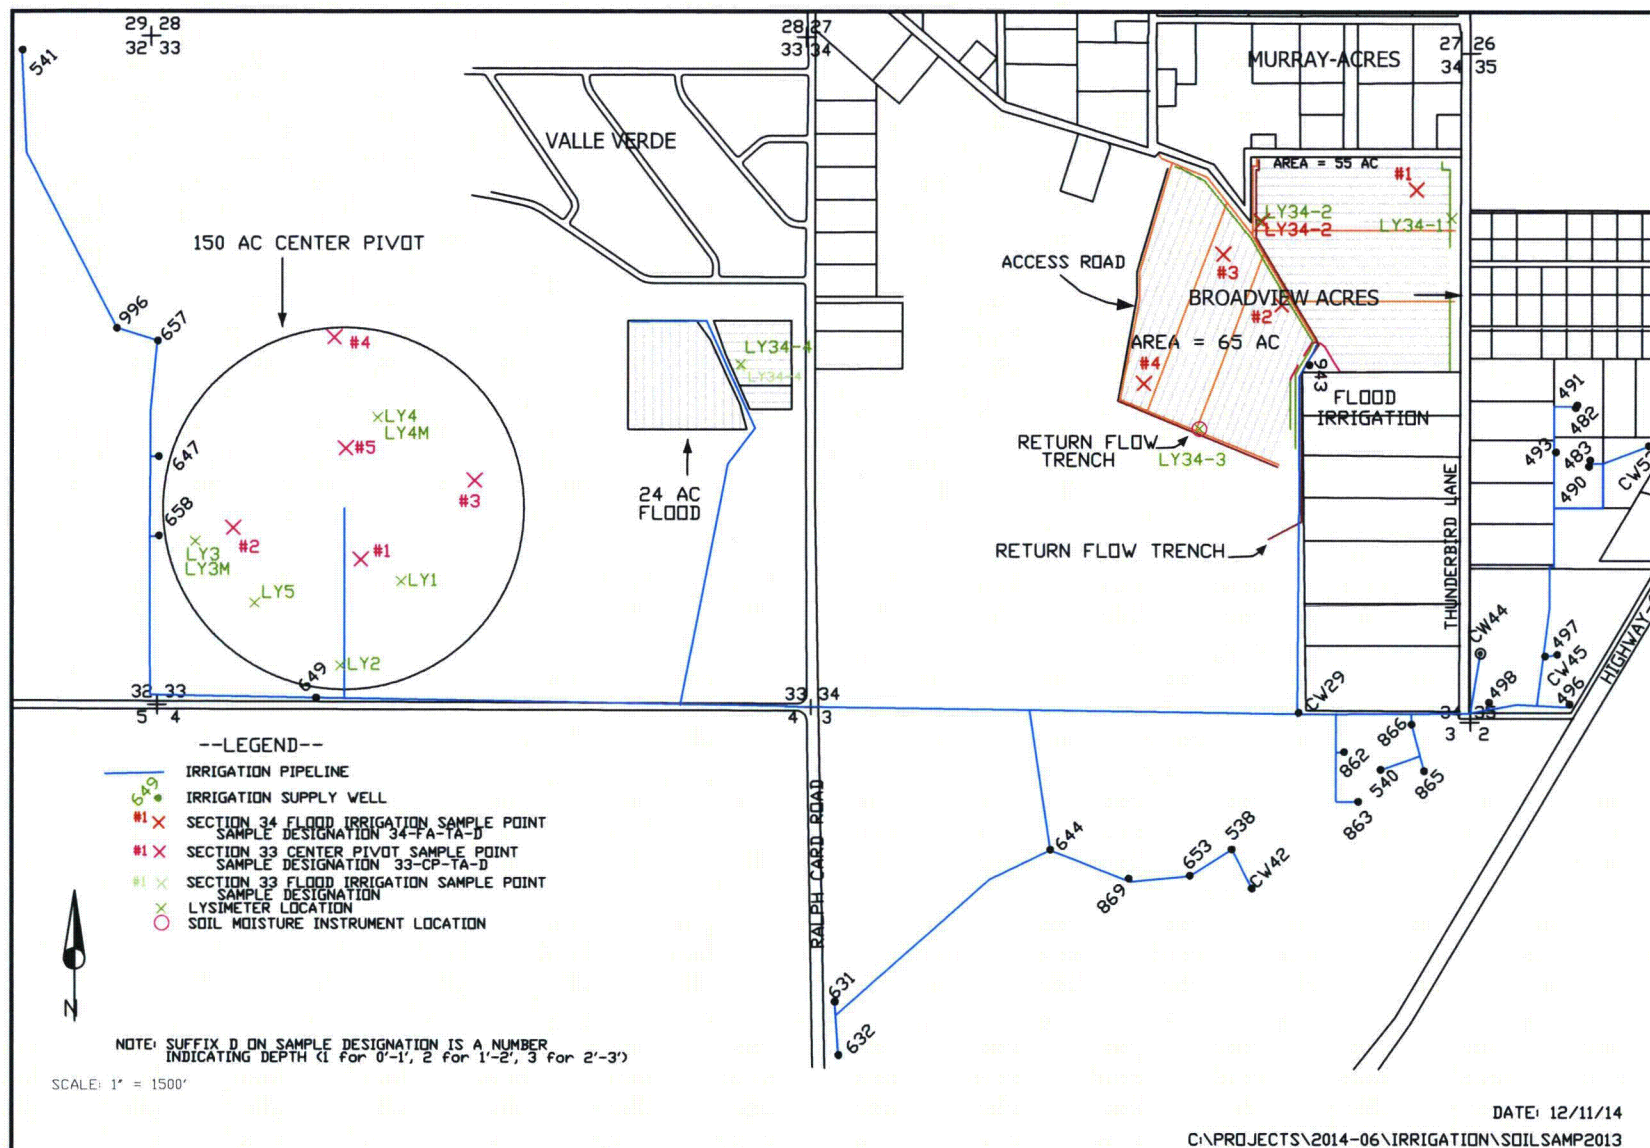 29 28
32 33
28 27
33 34
27 26
34 35
541
MURRAY-ACRES
VALLE VERDE
AREA = 55 AC
#1
LY34-2
LY34-2
LY34-1
150 AC CENTER PIVOT
ACCESS ROAD
#3
BROADVIEW ACRES
#2
996
657
#4
LY34-4
LY34-4
AREA = 65 AC
#4
943
FLOOD
IRRIGATION
491
482
493
483
490
LY4
LY4M
#5
647
RETURN FLOW
TRENCH
LY34-3
#3
24 AC
FLOOD
658
#2
LY3
LY3M
#1
LY1
LY5
RETURN FLOW TRENCH
THUNDERBIRD LANE
CW44
497
CW45
HIGHWAY-
LY2
649
498
496
CW29
32 33
5 4
33 34
4 3
3 2
866
862
540
865
863
--LEGEND--
IRRIGATION PIPELINE
649
IRRIGATION SUPPLY WELL
#1 SECTION 34 FLOOD IRRIGATION SAMPLE POINT
SAMPLE DESIGNATION 34-FA-TA-D
#1 SECTION 33 CENTER PIVOT SAMPLE POINT
SAMPLE DESIGNATION 33-CP-TA-D
#1 SECTION 33 FLOOD IRRIGATION SAMPLE POINT
SAMPLE DESIGNATION
LYSIMETER LOCATION
SOIL MOISTURE INSTRUMENT LOCATION
RALPH CARD ROAD
644
869
653
538
CW42
631
632
N
NOTE: SUFFIX D ON SAMPLE DESIGNATION IS A NUMBER
INDICATING DEPTH (1 for 0'-1', 2 for 1'-2', 3 for 2'-3')
SCALE: 1" = 1500'
DATE: 12/11/14
C:\PROJECTS\2014-06\IRRIGATION\SOILSAMP2013